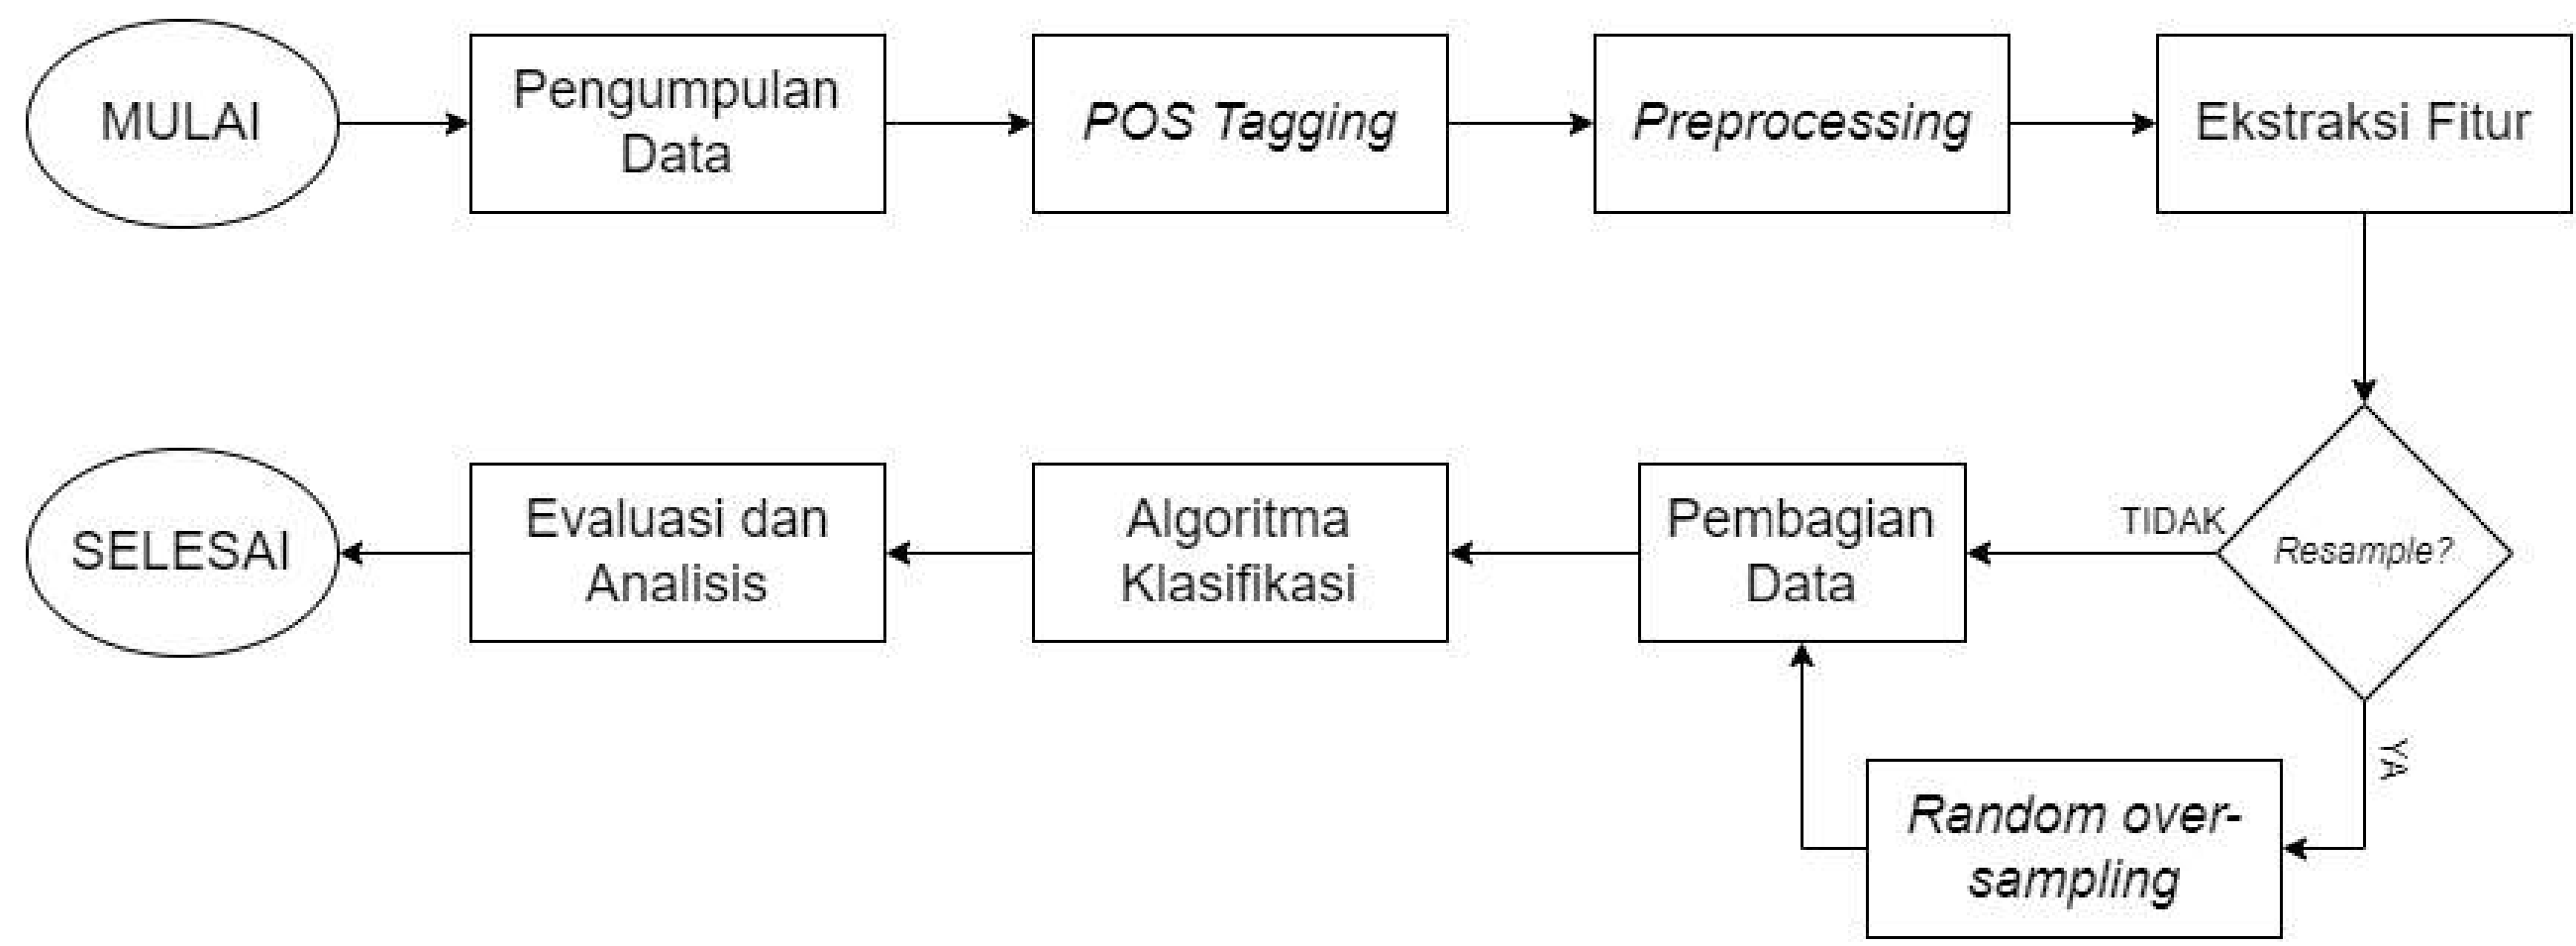 MULAI
Pengumpulan
Data
POS Tagging
Preprocessing
Ekstraksi Fitur
Resample?
TIDAK
YA
Random over-
sampling
Pembagian
Data
Algoritma
Klasifikasi
Evaluasi dan
Analisis
SELESAI